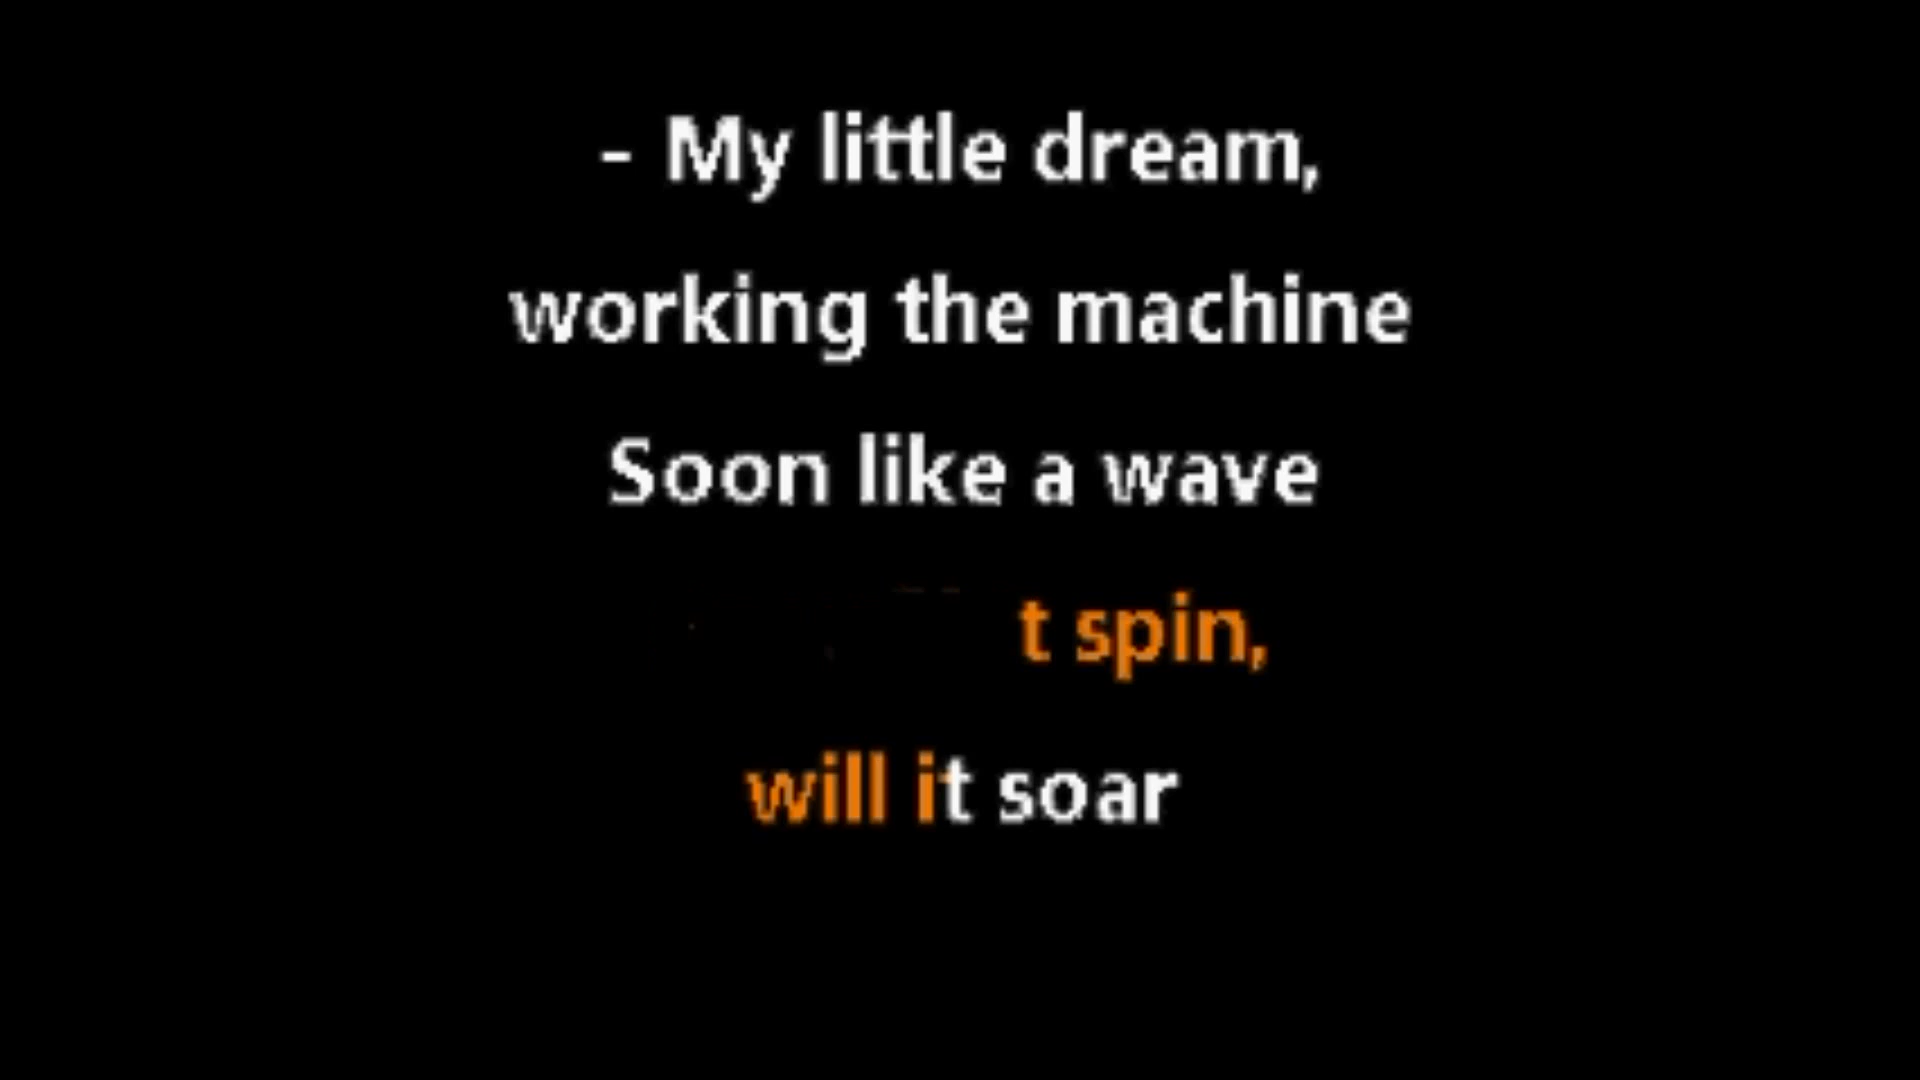 - My little dream,
working the machine
Soon like a wave
t spin,
will it soar